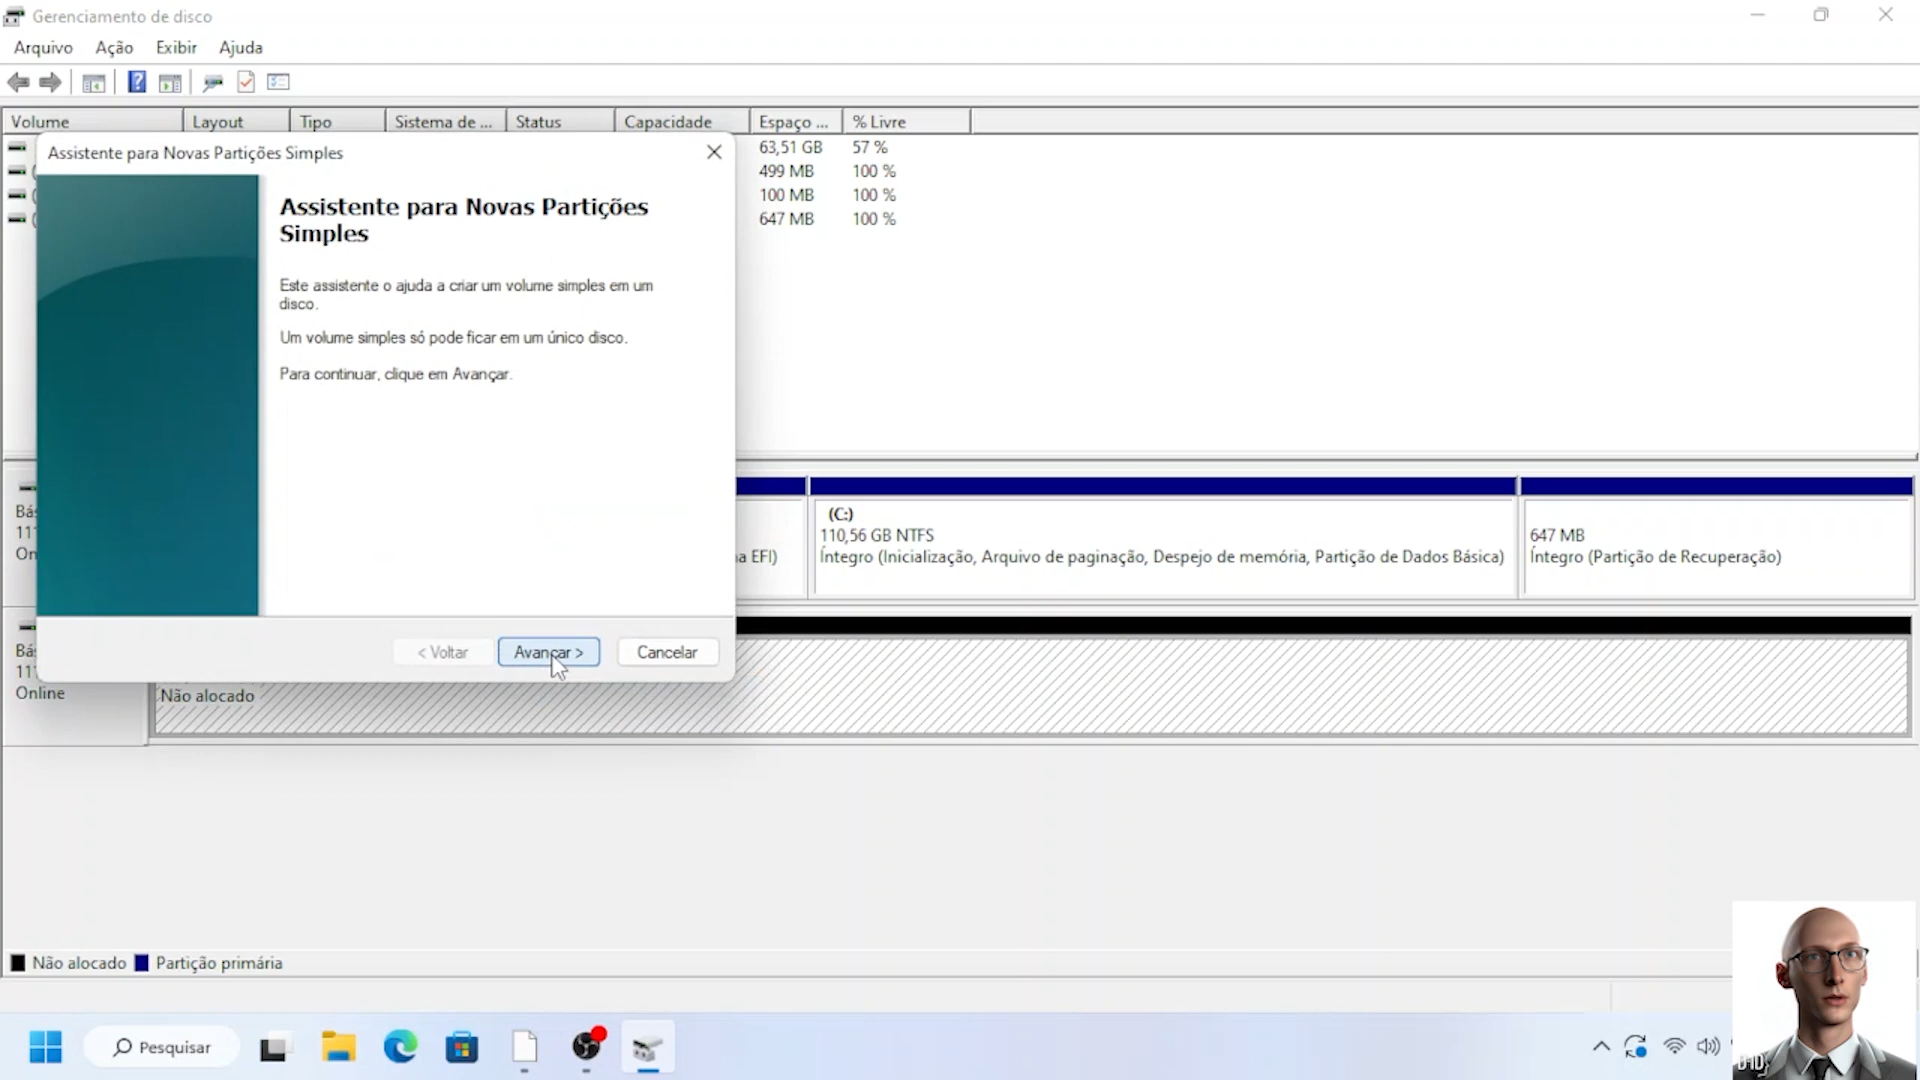 Gerenciamento de disco
Arquivo Ação Exibir Ajuda
Volume Layout Tipo Sistema de ... Status Capacidade Espaço ... % Livre
63,51 GB 57 %
499 MB 100 %
100 MB 100 %
647 MB 100 %
Assistente para Novas Partições Simples
Assistente para Novas Partições
Simples
Este assistente o ajuda a criar um volume simples em um
disco.
Um volume simples só pode ficar em um único disco.
Para continuar, clique em Avançar.
< Voltar Avançar > Cancelar
(C:)
110,56 GB NTFS
Íntegro (Inicialização, Arquivo de paginação, Despejo de memória, Partição de Dados Básica)
647 MB
Íntegro (Partição de Recuperação)
EFI)
Online
Não alocado
Não alocado Partição primária
Pesquisar